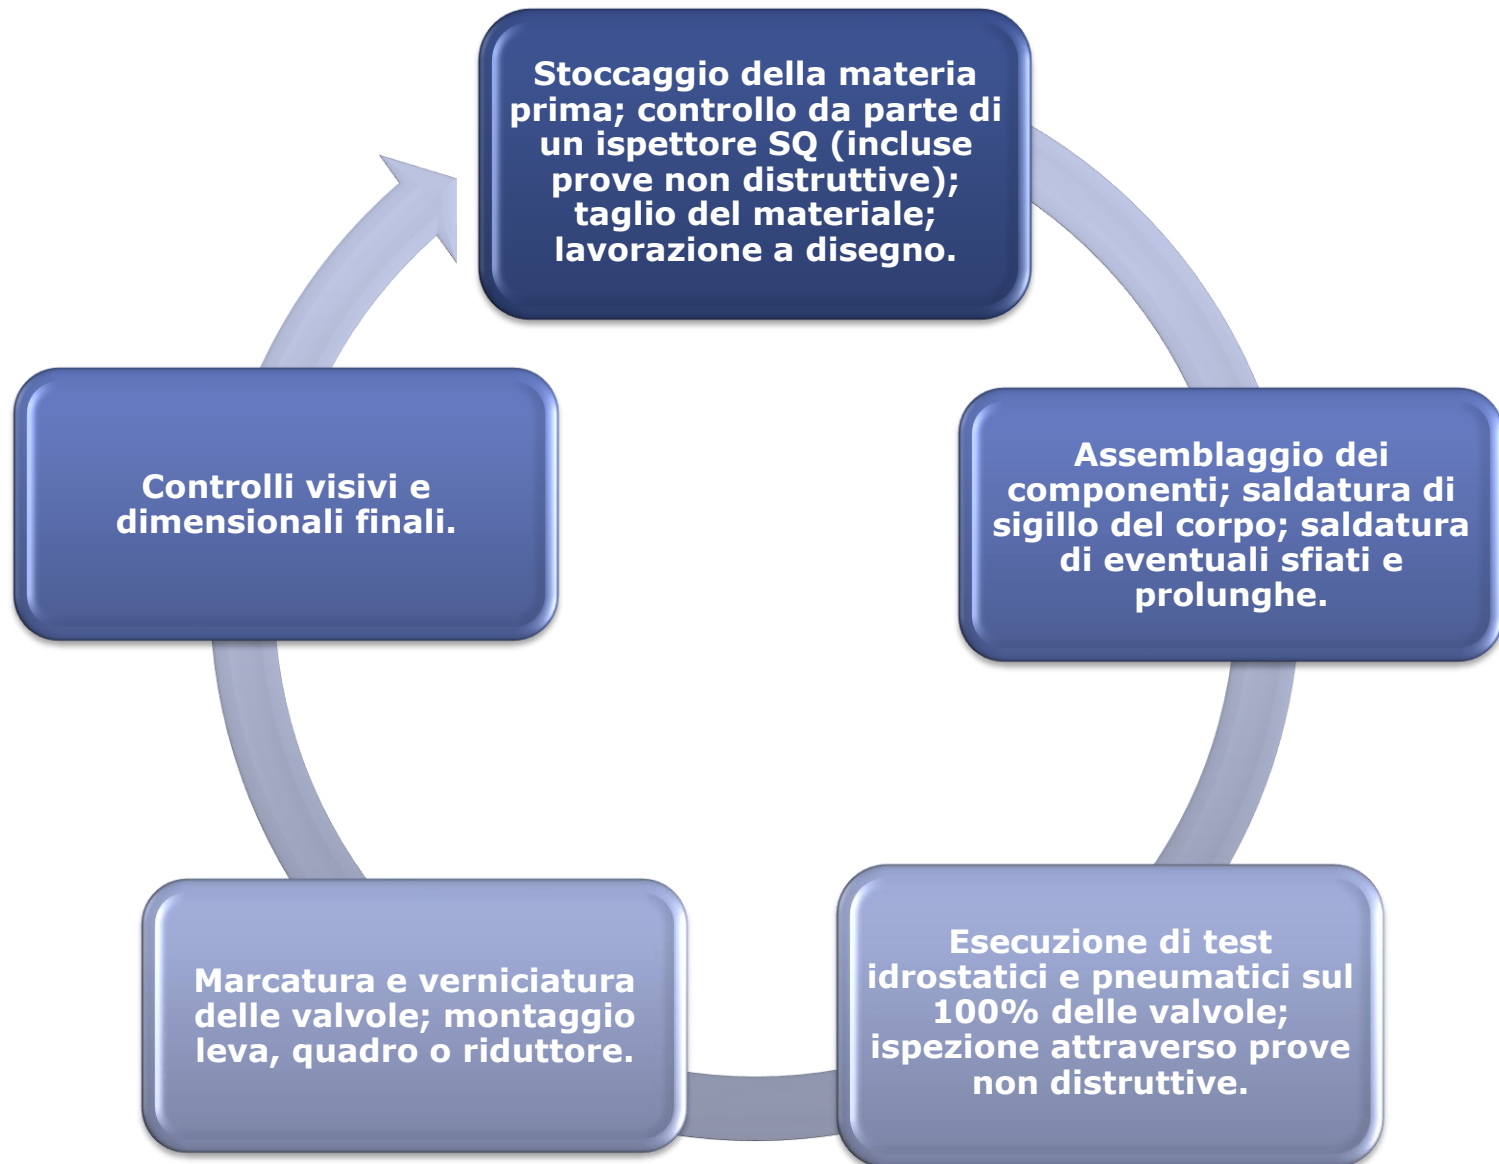 Stoccaggio della materia
prima; controllo da parte di
un ispettore SQ (incluse
prove non distruttive);
taglio del materiale;
lavorazione a disegno.
Assemblaggio dei
componenti; saldatura di
sigillo del corpo; saldatura
di eventuali sfiati e
prolunghe.
Esecuzione di test
idrostatici e pneumatici sul
100% delle valvole;
ispezione attraverso prove
non distruttive.
Marcatura e verniciatura
delle valvole; montaggio
leva, quadro o riduttore.
Controlli visivi e
dimensionali finali.